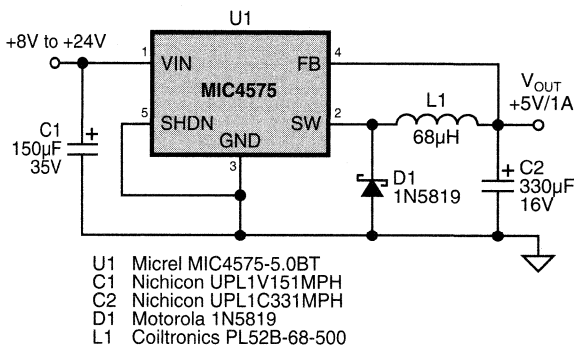 U1
+8V to +24V
1
VIN
FB
4
MIC4575
VOUT
+5V/1A
5
SHDN
SW
2
L1
68µH
GND
3
C1
150µF
35V
+
D1
1N5819
+
C2
330µF
16V
U1 Micrel MIC4575-5.0BT
C1 Nichicon UPL1V151MPH
C2 Nichicon UPL1C331MPH
D1 Motorola 1N5819
L1 Coiltronics PL52B-68-500